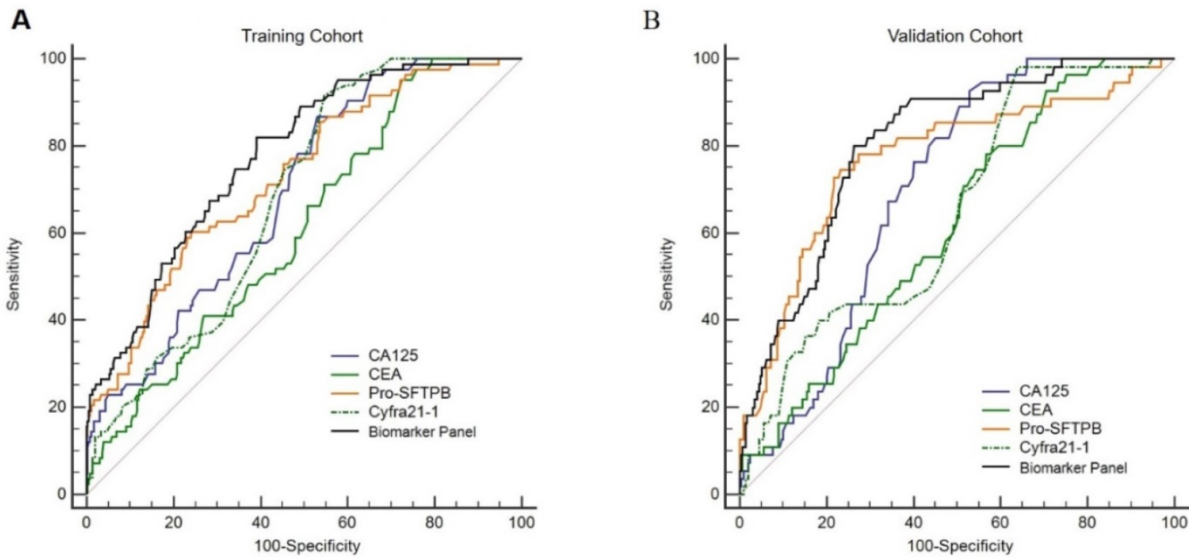 A
Training Cohort
100
80
60
40
20
0
Sensitivity
CA125
CEA
Pro-SFTPB
Cyfra21-1
Biomarker Panel
0 20 40 60 80 100
100-Specificity
B
Validation Cohort
100
80
60
40
20
0
Sensitivity
CA125
CEA
Pro-SFTPB
Cyfra21-1
Biomarker Panel
0 20 40 60 80 100
100-Specificity